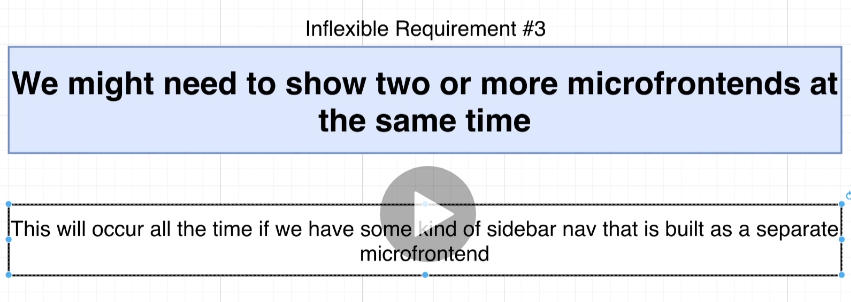 Inflexible Requirement #3
We might need to show two or more microfrontends at
the same time
This will occur all the time if we have some kind of sidebar nav that is built as a separate
microfrontend